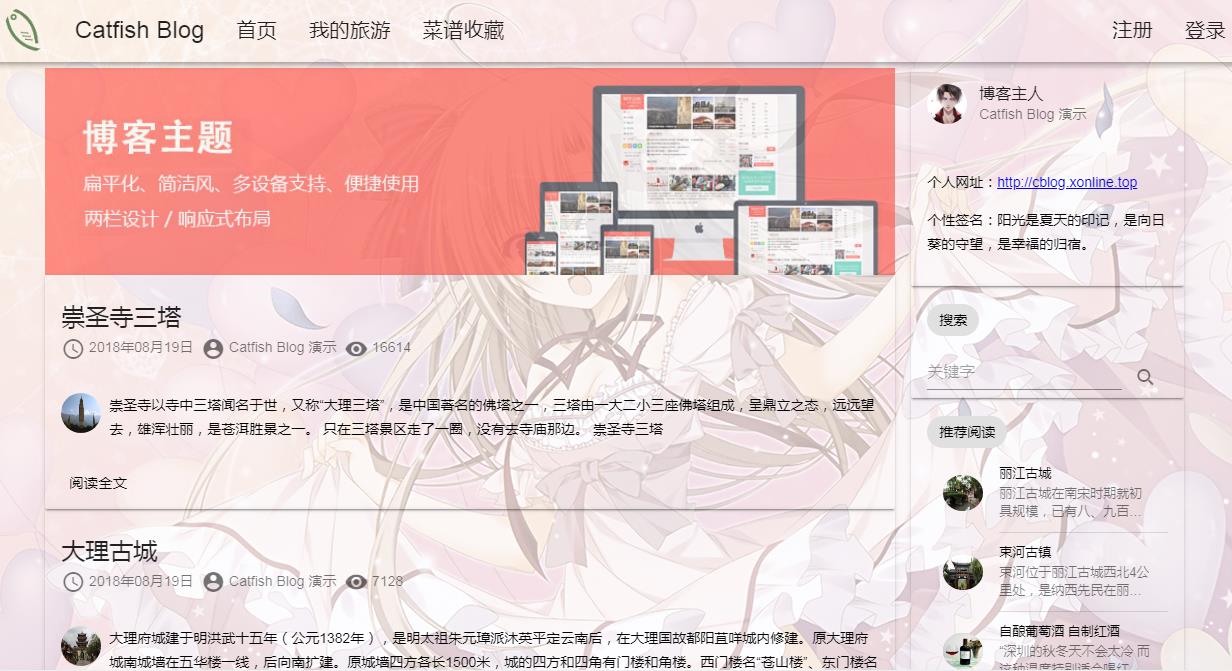 Catfish Blog 首页 我的旅游 菜谱收藏 注册 登录
博客主题
扁平化、简洁风、多设备支持、便捷使用
两栏设计 / 响应式布局
崇圣寺三塔
2018年08月19日 Catfish Blog 演示 16614
崇圣寺以寺中三塔闻名于世，又称“大理三塔”，是中国著名的佛塔之一，三塔由一大二小三座佛塔组成，呈鼎立之态，远远望
去，雄浑壮丽，是苍洱胜景之一。 只在三塔景区走了一圈，没有去寺庙那边。 崇圣寺三塔
阅读全文
大理古城
2018年08月19日 Catfish Blog 演示 7128
大理府城建于明洪武十五年（公元1382年），是明太祖朱元璋派沐英平定云南后，在大理国故都阳苴咩城内修建。原大理府
城南城墙在五华楼一线，后向南扩建。原城墙四方各长1500米，城的四方和四角有门楼和角楼。西门楼名“苍山楼”、东门楼名
博客主人
Catfish Blog 演示
个人网址：http://cblog.xonline.top
个性签名：阳光是夏天的印记，是向日
葵的守望，是幸福的归宿。
搜索
关键字
推荐阅读
丽江古城
丽江古城在南宋时期就初
具规模，已有八、九百...
束河古镇
束河位于丽江古城西北4公
里处，是纳西先民在丽...
自酿葡萄酒 自制红酒
“深圳的秋冬天不会太冷 而